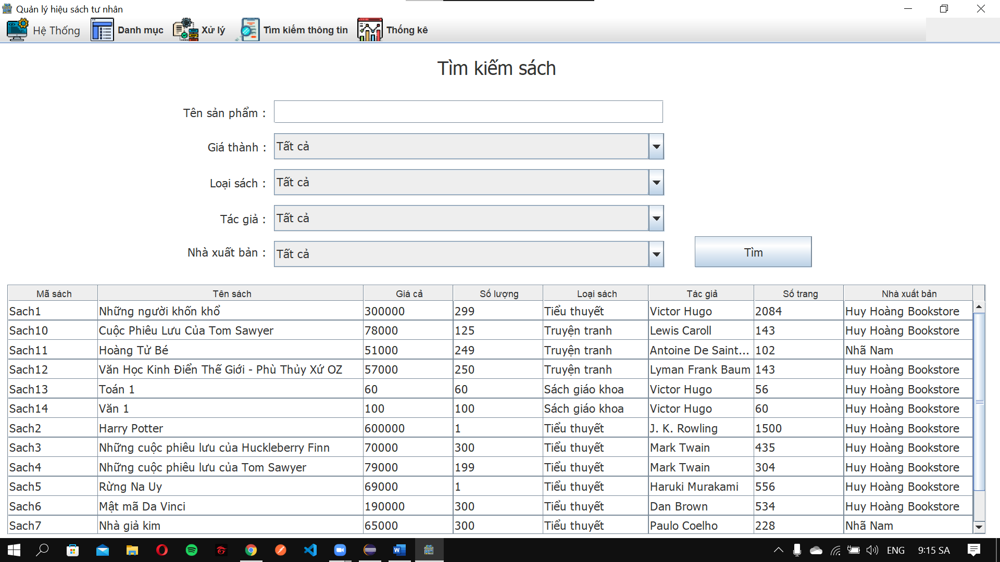 Quản lý hiệu sách tư nhân
Hệ Thống Danh mục Xử lý Tìm kiếm thông tin Thống kê
Tìm kiếm sách
Tên sản phẩm :
Giá thành : Tất cả
Loại sách : Tất cả
Tác giả : Tất cả
Nhà xuất bản : Tất cả Tìm
Mã sách Tên sách Giá cả Số lượng Loại sách Tác giả Số trang Nhà xuất bản
Sach1 Những người khốn khổ 300000 299 Tiểu thuyết Victor Hugo 2084 Huy Hoàng Bookstore
Sach10 Cuộc Phiêu Lưu Của Tom Sawyer 78000 125 Truyện tranh Lewis Caroll 143 Huy Hoàng Bookstore
Sach11 Hoàng Tử Bé 51000 249 Truyện tranh Antoine De Saint... 102 Nhã Nam
Sach12 Văn Học Kinh Điển Thế Giới - Phù Thủy Xứ OZ 57000 250 Truyện tranh Lyman Frank Baum 143 Huy Hoàng Bookstore
Sach13 Toán 1 60 60 Sách giáo khoa Victor Hugo 56 Huy Hoàng Bookstore
Sach14 Văn 1 100 100 Sách giáo khoa Victor Hugo 60 Huy Hoàng Bookstore
Sach2 Harry Potter 600000 1 Tiểu thuyết J. K. Rowling 1500 Huy Hoàng Bookstore
Sach3 Những cuộc phiêu lưu của Huckleberry Finn 70000 300 Tiểu thuyết Mark Twain 435 Huy Hoàng Bookstore
Sach4 Những cuộc phiêu lưu của Tom Sawyer 79000 199 Tiểu thuyết Mark Twain 304 Huy Hoàng Bookstore
Sach5 Rừng Na Uy 69000 1 Tiểu thuyết Haruki Murakami 556 Huy Hoàng Bookstore
Sach6 Mật mã Da Vinci 190000 300 Tiểu thuyết Dan Brown 534 Huy Hoàng Bookstore
Sach7 Nhà giả kim 65000 300 Tiểu thuyết Paulo Coelho 228 Nhã Nam
ENG 9:15 SA